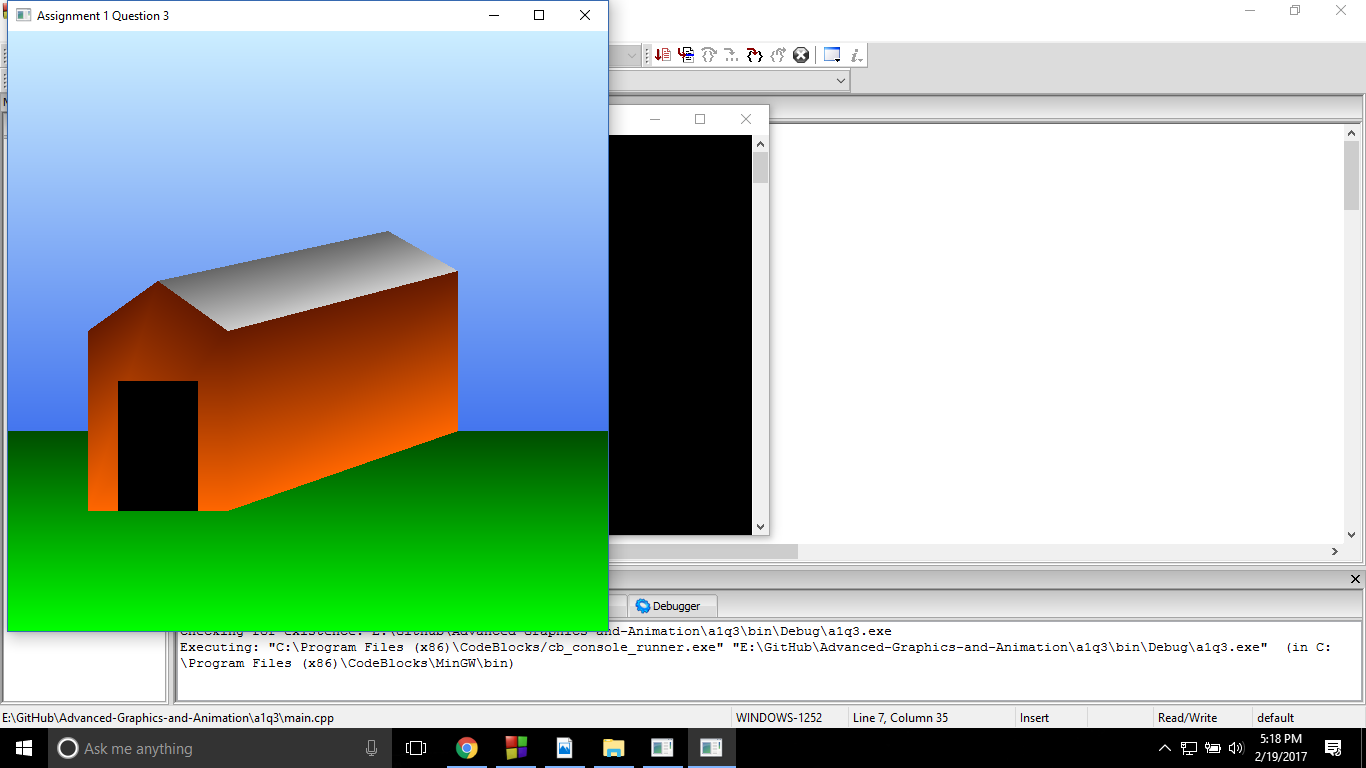 Assignment 1 Question 3
Debugger
Checking for existence: E:\GitHub\Advanced-Graphics-and-Animation\a1q3\bin\Debug\a1q3.exe
Executing: "C:\Program Files (x86)\CodeBlocks/cb_console_runner.exe" "E:\GitHub\Advanced-Graphics-and-Animation\a1q3\bin\Debug\a1q3.exe"  (in C:
\Program Files (x86)\CodeBlocks\MinGW\bin)
E:\GitHub\Advanced-Graphics-and-Animation\a1q3\main.cpp WINDOWS-1252 Line 7, Column 35 Insert Read/Write default
Ask me anything
5:18 PM
2/19/2017